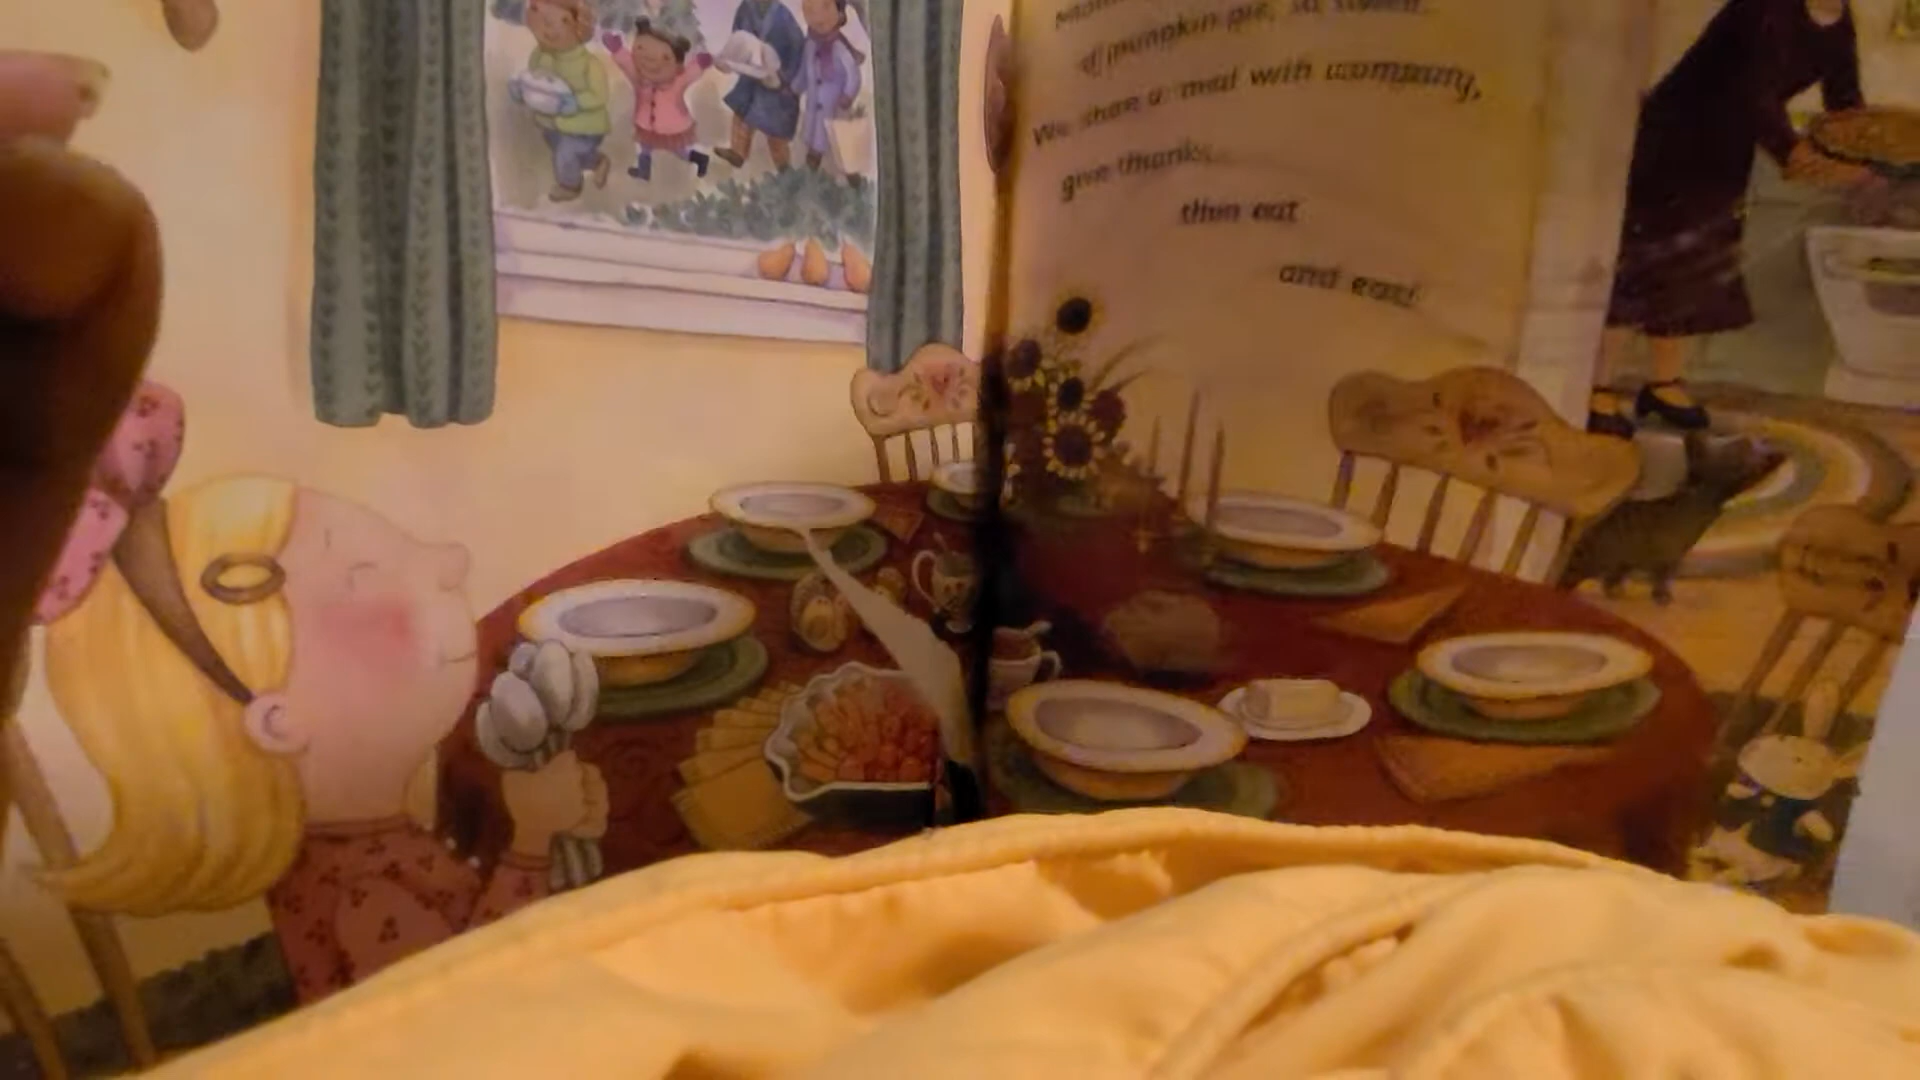 of pumpkin pie, so sweet.
We share a meal with company,
give thanks,
then eat
and eat!